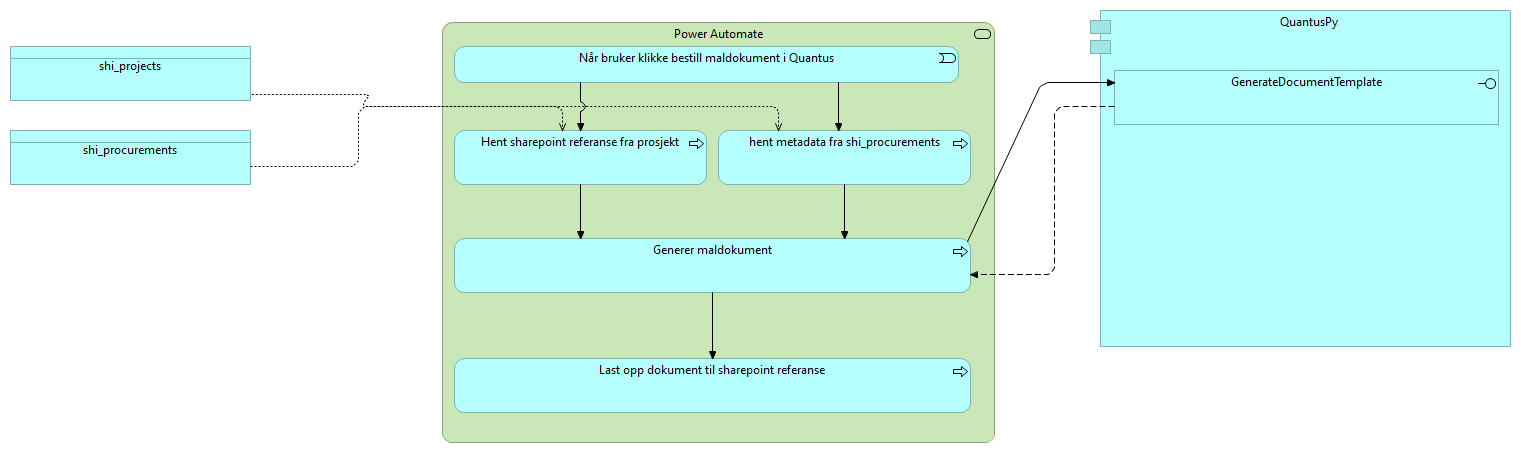 Power Automate
QuantusPy
Når bruker klikke bestill maldokument i Quantus
shi_projects
GenerateDocumentTemplate
Hent sharepoint referanse fra prosjekt
hent metadata fra shi_procurements
shi_procurements
Generer maldokument
Last opp dokument til sharepoint referanse